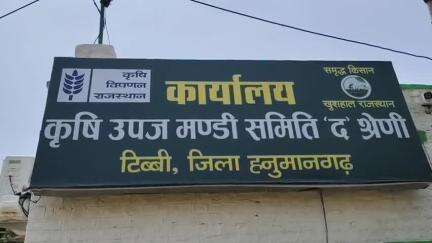 कृषि
विपणन
राजस्थान
कार्यालय
समृद्ध किसान
खुशहाल राजस्थान
कृषि उपज मण्डी समिति 'द' श्रेणी
टिब्बी, जिला हनुमानगढ़